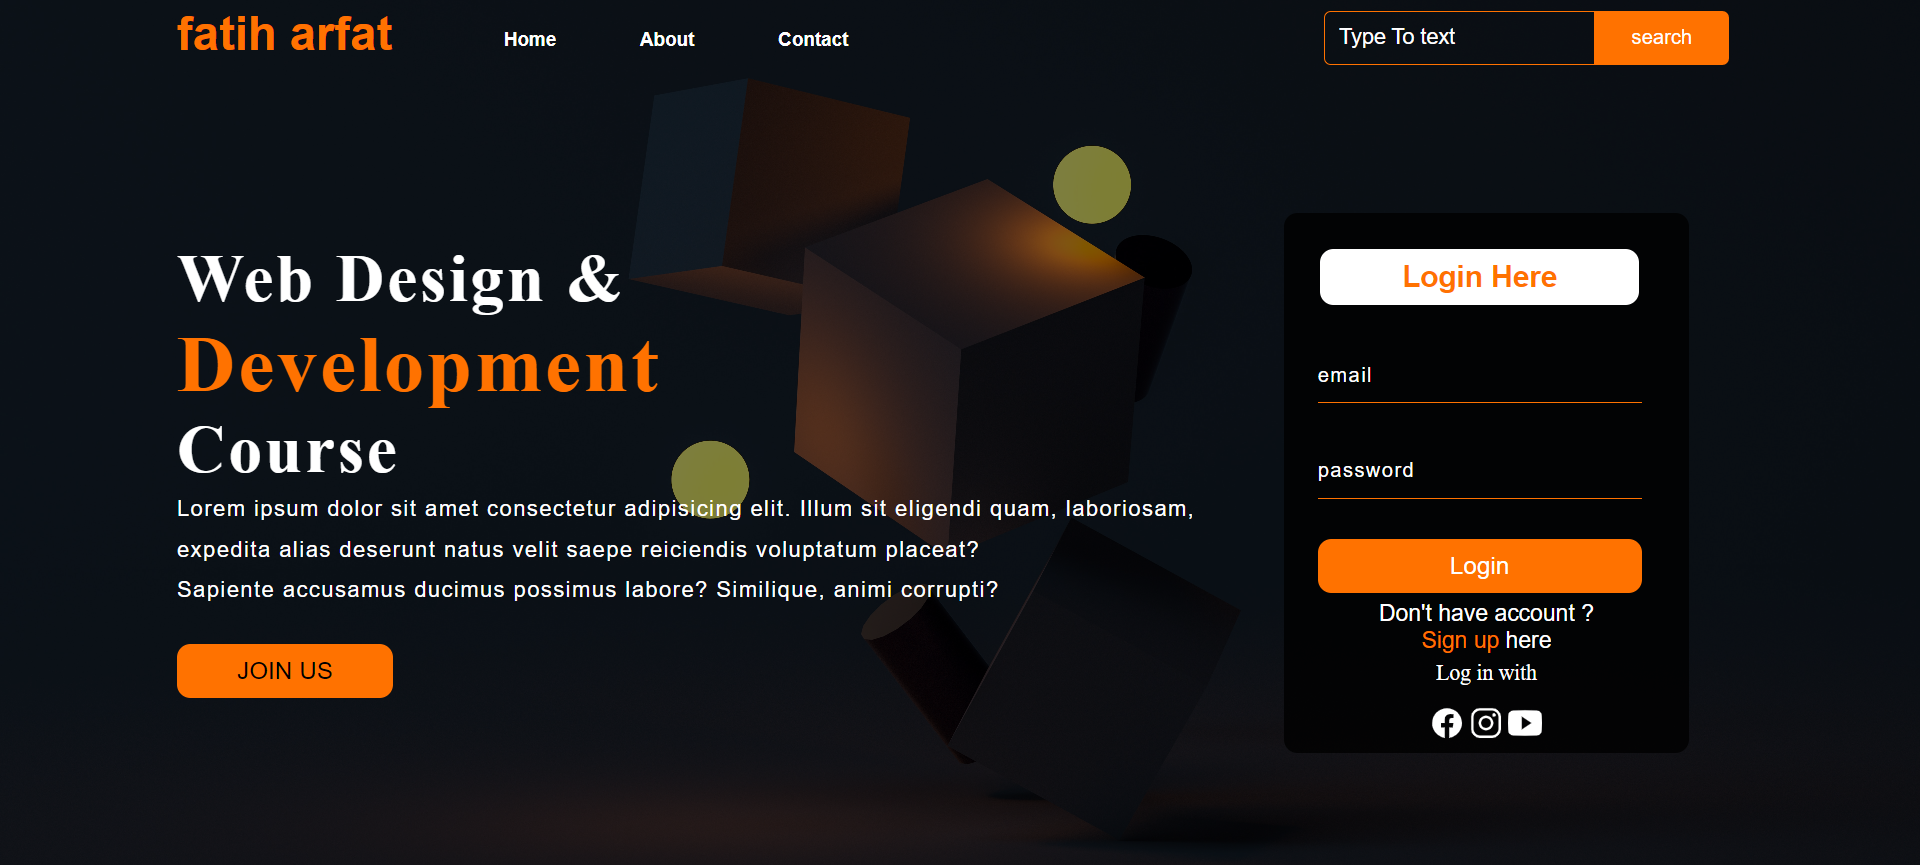 fatih arfat
Home
About
Contact
Type To text
search
Web Design &
Development
Course
Lorem ipsum dolor sit amet consectetur adipisicing elit. Illum sit eligendi quam, laboriosam,
expedita alias deserunt natus velit saepe reiciendis voluptatum placeat?
Sapiente accusamus ducimus possimus labore? Similique, animi corrupti?
JOIN US
Login Here
email
password
Login
Don't have account ?
Sign up here
Log in with